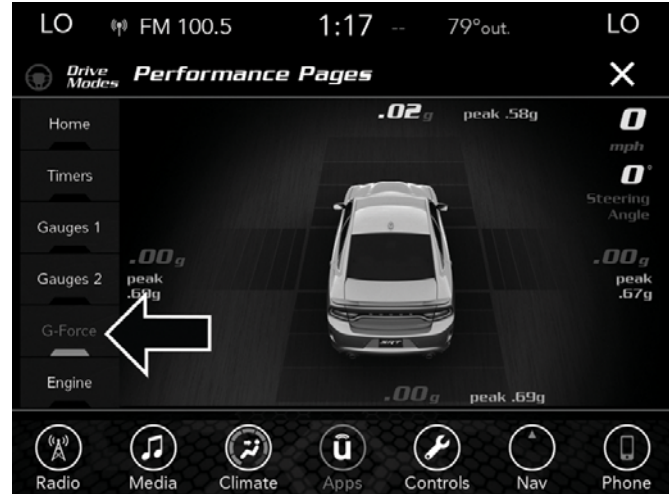 LO FM 100.5 1:17 -- 79°out. LO
Drive
Modes
Performance Pages
Home
Timers
Gauges 1
Gauges 2
G-Force
Engine
.02g peak .58g
0
mph
0°
Steering
Angle
.00g
peak
.69g
.00g
peak
.67g
SRT
.00g peak .69g
Radio Media Climate Apps Controls Nav Phone